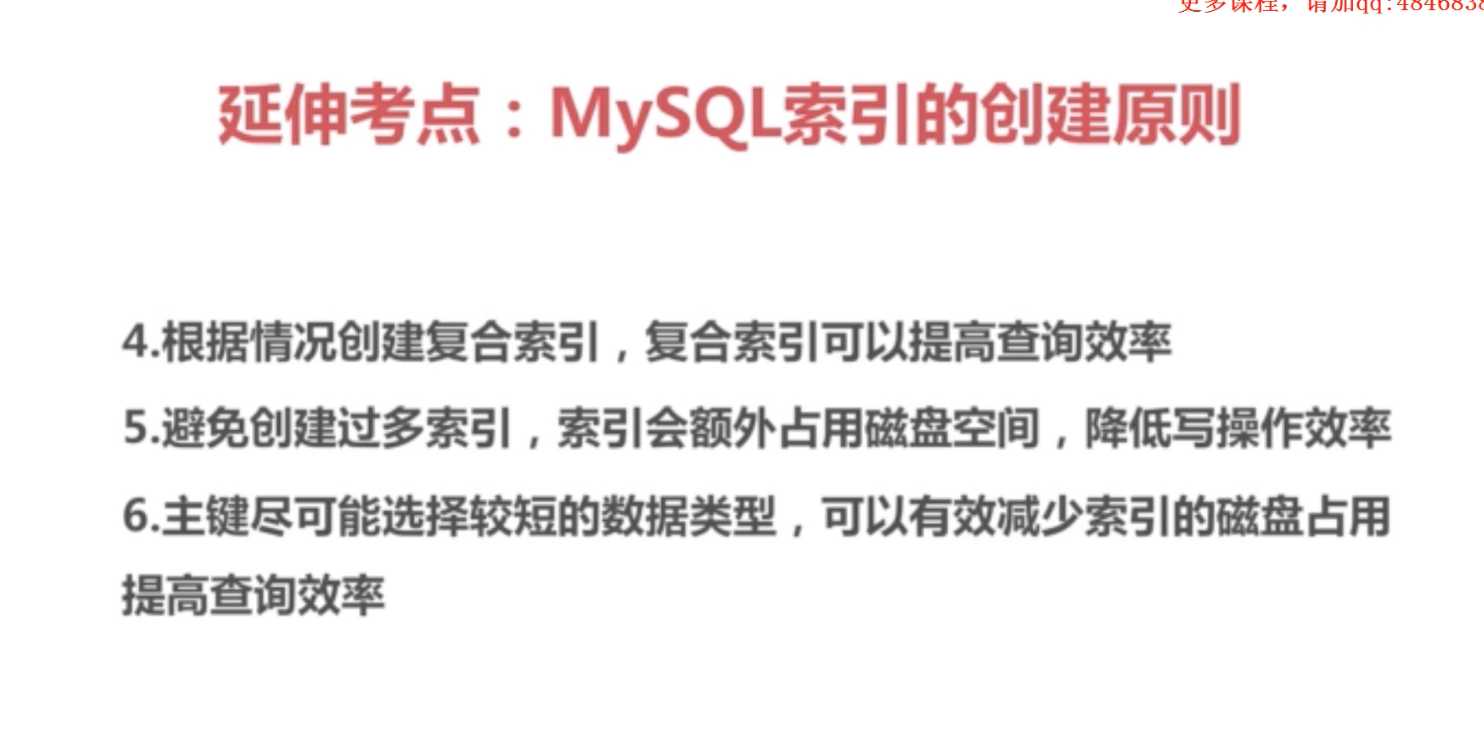 更多课程，请加qq:484683
延伸考点：MySQL索引的创建原则
4.根据情况创建复合索引，复合索引可以提高查询效率
5.避免创建过多索引，索引会额外占用磁盘空间，降低写操作效率
6.主键尽可能选择较短的数据类型，可以有效减少索引的磁盘占用
提高查询效率